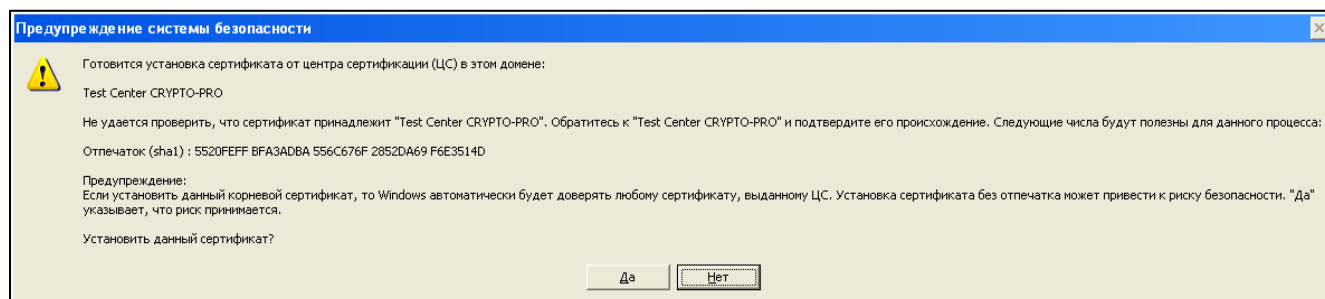 Предупреждение системы безопасности
Готовится установка сертификата от центра сертификации (ЦС) в этом домене:
Test Center CRYPTO-PRO
Не удается проверить, что сертификат принадлежит "Test Center CRYPTO-PRO". Обратитесь к "Test Center CRYPTO-PRO" и подтвердите его происхождение. Следующие числа будут полезны для данного процесса:
Отпечаток (sha1) : 5520FEFF BFA3ADBA 556C676F 2852DA69 F6E3514D
Предупреждение:
Если установить данный корневой сертификат, то Windows автоматически будет доверять любому сертификату, выданному ЦС. Установка сертификата без отпечатка может привести к риску безопасности. "Да"
указывает, что риск принимается.
Установить данный сертификат?
Да
Нет